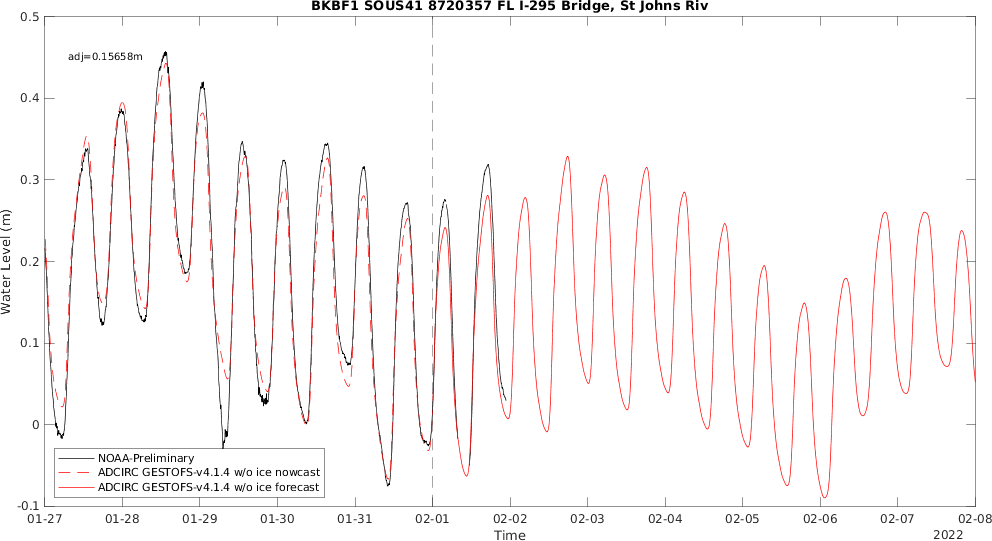 BKBF1 SOUS41 8720357 FL I-295 Bridge, St Johns Riv
adj=0.15658m
0.5
0.4
0.3
0.2
0.1
0
-0.1
Water Level (m)
NOAA-Preliminary
ADCIRC GESTOFS-v4.1.4 w/o ice nowcast
ADCIRC GESTOFS-v4.1.4 w/o ice forecast
01-27 01-28 01-29 01-30 01-31 02-01 02-02 02-03 02-04 02-05 02-06 02-07 02-08
Time
2022